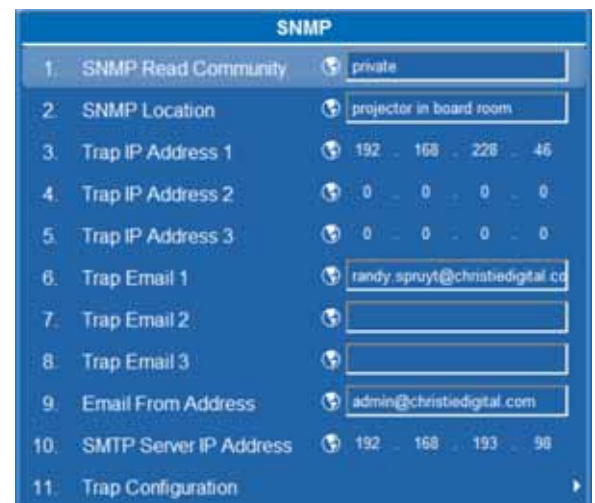 SNMP
1. SNMP Read Community private
2. SNMP Location projector in board room
3. Trap IP Address 1 192 . 168 . 228 . 46
4. Trap IP Address 2 0 . 0 . 0 . 0
5. Trap IP Address 3 0 . 0 . 0 . 0
6. Trap Email 1 randy.spruyt@christiedigital.co
7. Trap Email 2
8. Trap Email 3
9. Email From Address admin@christiedigital.com
10. SMTP Server IP Address 192 . 168 . 193 . 98
11. Trap Configuration